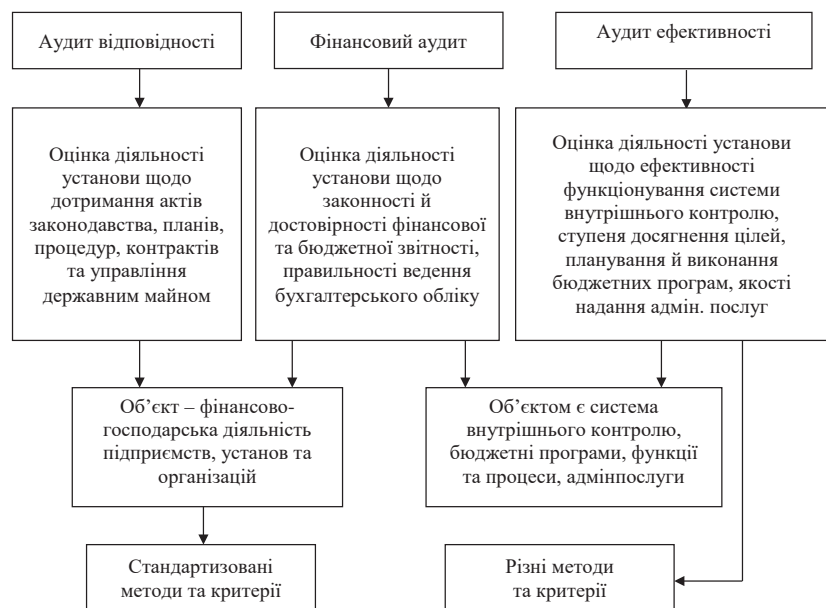 Аудит відповідності
Фінансовий аудит
Аудит ефективності
Оцінка діяльності
установи щодо
дотримання актів
законодавства, планів,
процедур, контрактів
та управління
державним майном
Оцінка діяльності
установи щодо
законності й
достовірності фінансової
та бюджетної звітності,
правильності ведення
бухгалтерського обліку
Оцінка діяльності установи
щодо ефективності
функціонування системи
внутрішнього контролю,
ступеня досягнення цілей,
планування й виконання
бюджетних програм, якості
надання адмін. послуг
Об’єкт – фінансово-
господарська діяльність
підприємств, установ та
організацій
Об’єктом є система
внутрішнього контролю,
бюджетні програми, функції
та процеси, адмінпослуги
Стандартизовані
методи та критерії
Різні методи
та критерії